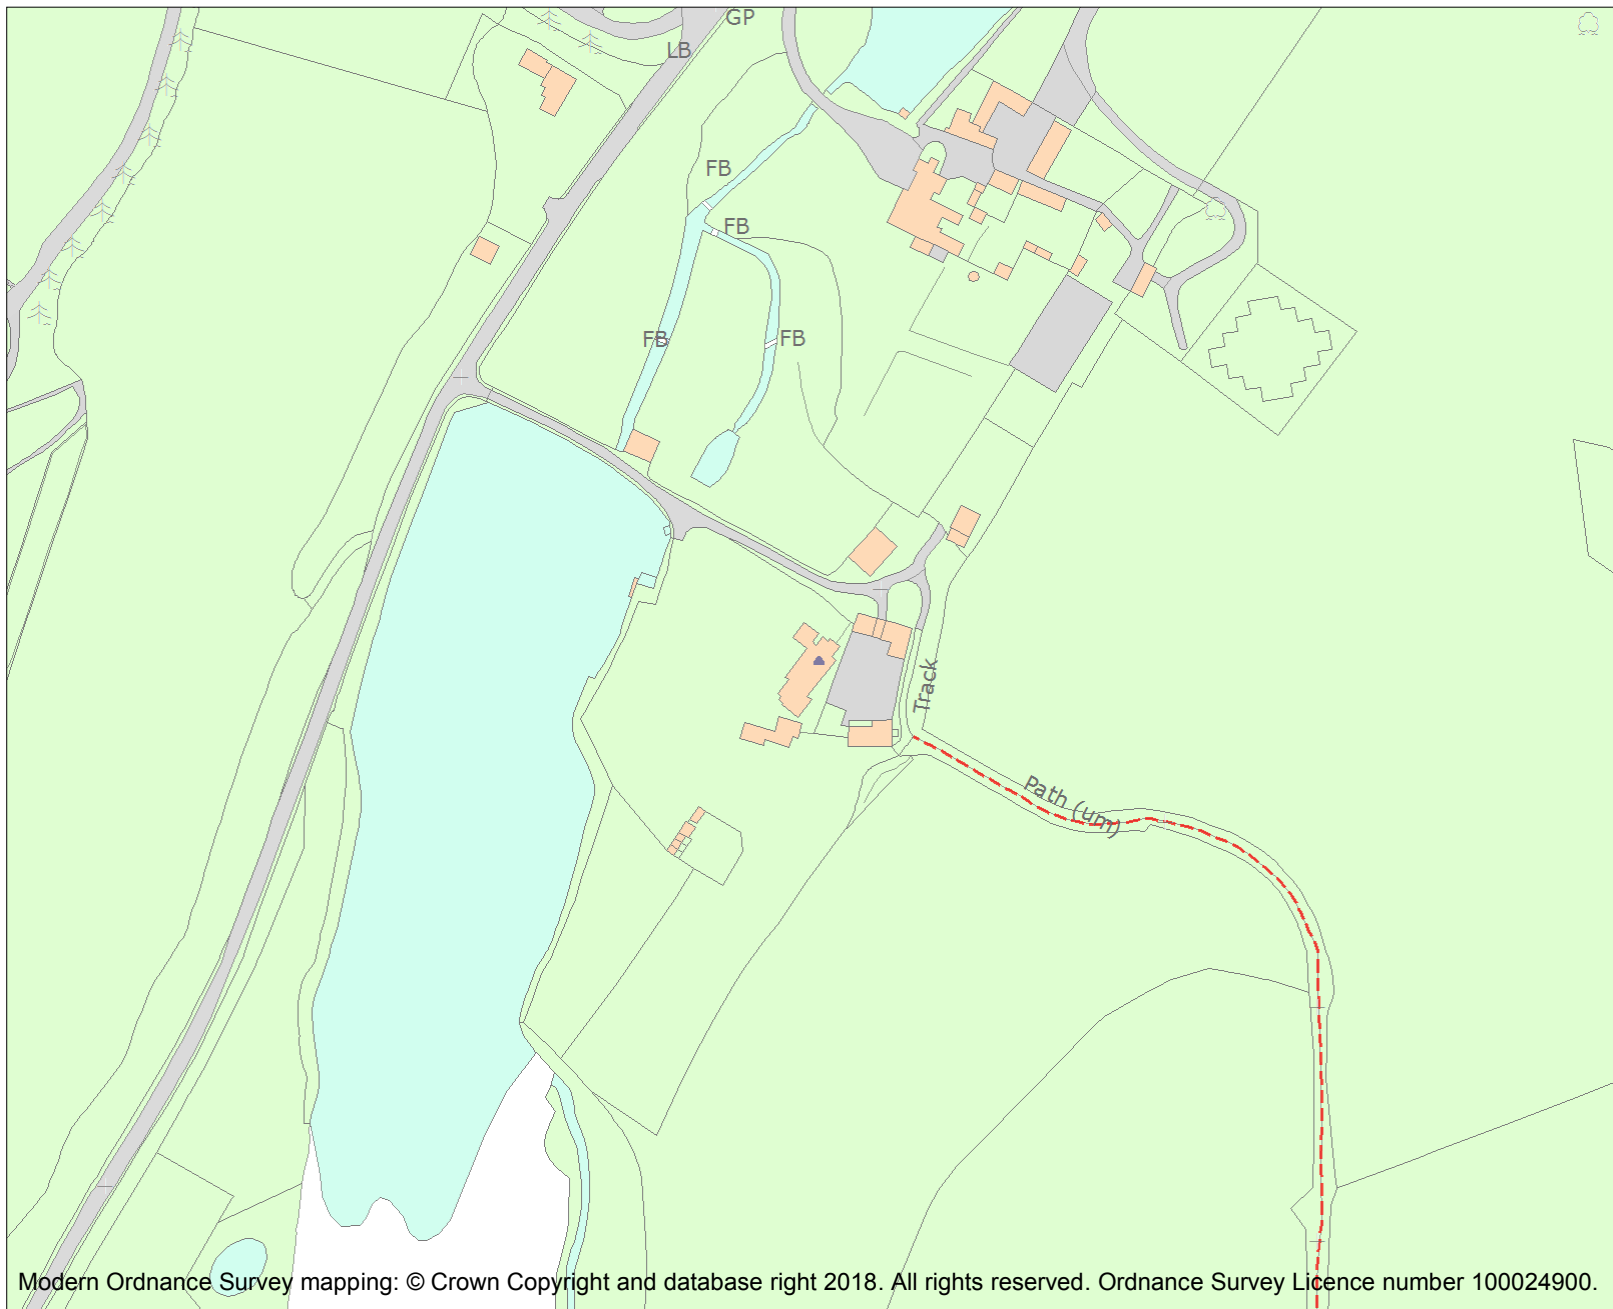 GP
LB
FB
FB
FB
FB
Track
Path (um)
Modern Ordnance Survey mapping: © Crown Copyright and database right 2018. All rights reserved. Ordnance Survey Licence number 100024900.